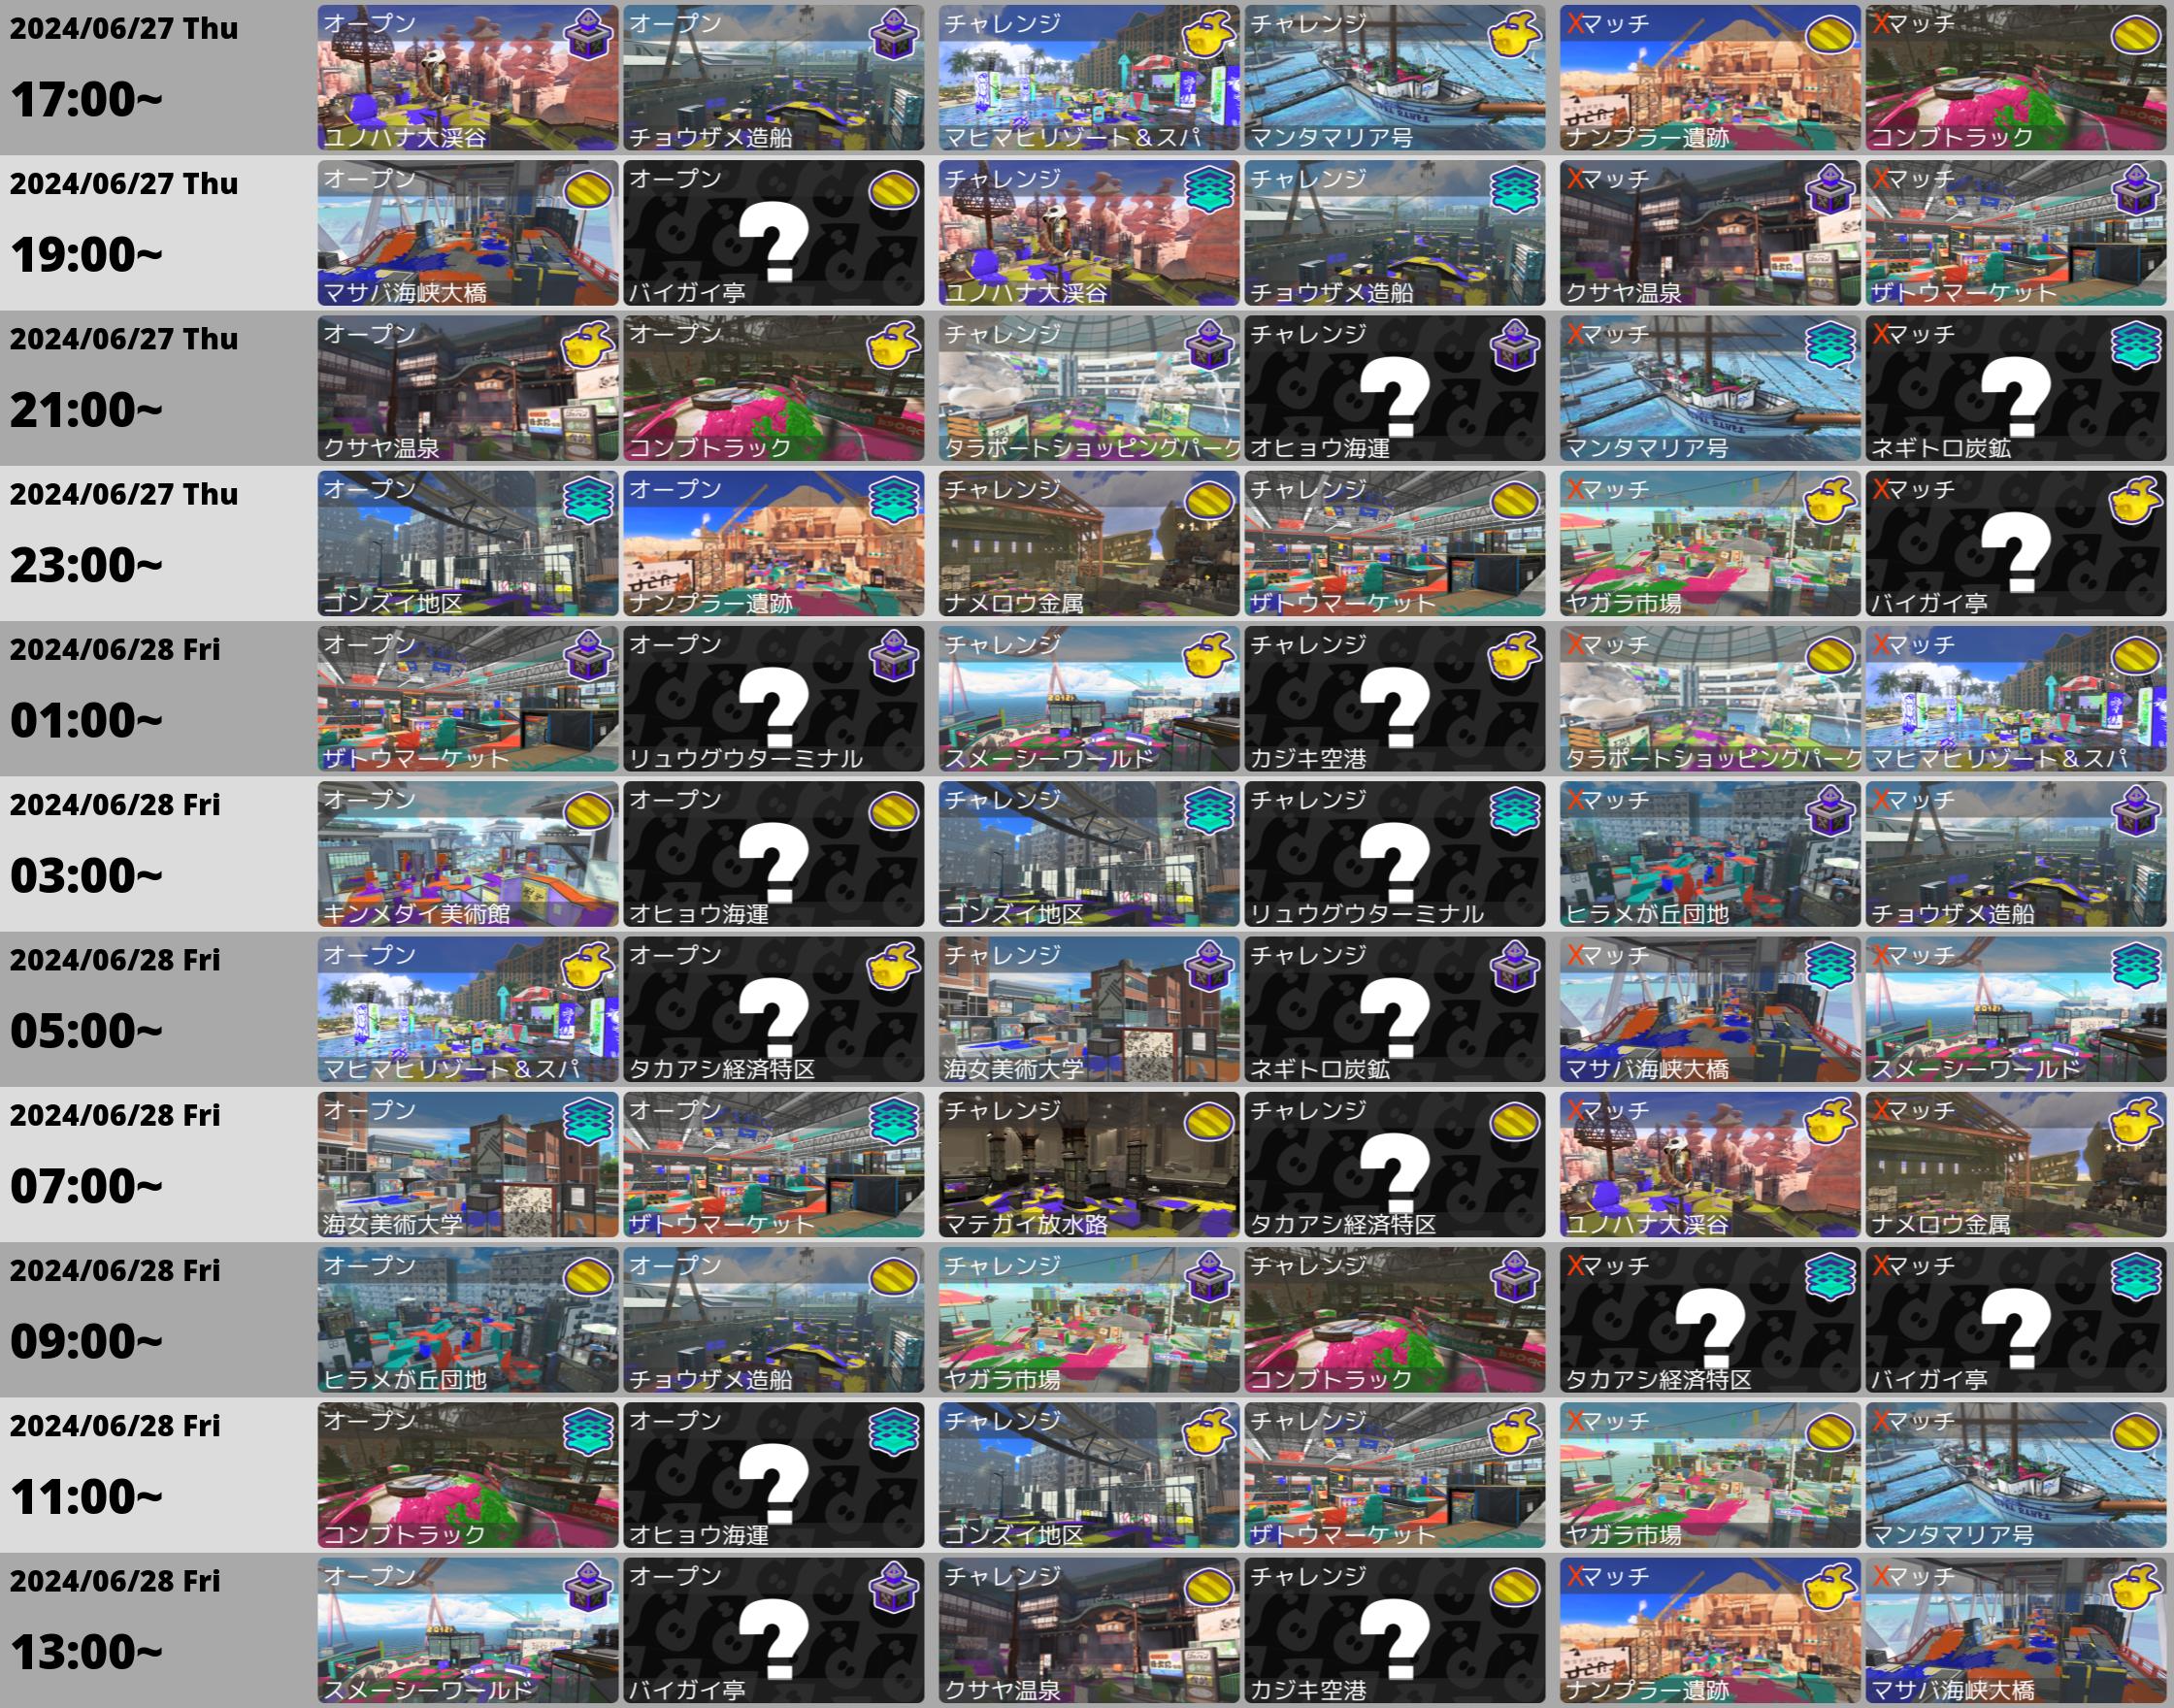 2024/06/27 Thu
17:00~
オープン
ユノハナ大渓谷
オープン
チョウザメ造船
チャレンジ
マヒマヒリゾート＆スパ
チャレンジ
マンタマリア号
Xマッチ
ナンプラー遺跡
Xマッチ
コンブトラック
2024/06/27 Thu
19:00~
オープン
マサバ海峡大橋
オープン
?
バイガイ亭
チャレンジ
ユノハナ大渓谷
チャレンジ
チョウザメ造船
Xマッチ
クサヤ温泉
Xマッチ
ザトウマーケット
2024/06/27 Thu
21:00~
オープン
クサヤ温泉
オープン
コンブトラック
チャレンジ
タラポートショッピングパーク
チャレンジ
?
オヒョウ海運
Xマッチ
マンタマリア号
Xマッチ
?
ネギトロ炭鉱
2024/06/27 Thu
23:00~
オープン
ゴンズイ地区
オープン
ナンプラー遺跡
チャレンジ
ナメロウ金属
チャレンジ
ザトウマーケット
Xマッチ
ヤガラ市場
Xマッチ
?
バイガイ亭
2024/06/28 Fri
01:00~
オープン
ザトウマーケット
オープン
?
リュウグウターミナル
チャレンジ
スメーシーワールド
チャレンジ
?
カジキ空港
Xマッチ
タラポートショッピングパーク
Xマッチ
マヒマヒリゾート＆スパ
2024/06/28 Fri
03:00~
オープン
キンメダイ美術館
オープン
?
オヒョウ海運
チャレンジ
ゴンズイ地区
チャレンジ
?
リュウグウターミナル
Xマッチ
ヒラメが丘団地
Xマッチ
チョウザメ造船
2024/06/28 Fri
05:00~
オープン
マヒマヒリゾート＆スパ
オープン
?
タカアシ経済特区
チャレンジ
海女美術大学
チャレンジ
?
ネギトロ炭鉱
Xマッチ
マサバ海峡大橋
Xマッチ
スメーシーワールド
2024/06/28 Fri
07:00~
オープン
海女美術大学
オープン
ザトウマーケット
チャレンジ
マテガイ放水路
チャレンジ
?
タカアシ経済特区
Xマッチ
ユノハナ大渓谷
Xマッチ
ナメロウ金属
2024/06/28 Fri
09:00~
オープン
ヒラメが丘団地
オープン
チョウザメ造船
チャレンジ
ヤガラ市場
チャレンジ
コンブトラック
Xマッチ
?
タカアシ経済特区
Xマッチ
?
バイガイ亭
2024/06/28 Fri
11:00~
オープン
コンブトラック
オープン
?
オヒョウ海運
チャレンジ
ゴンズイ地区
チャレンジ
ザトウマーケット
Xマッチ
ヤガラ市場
Xマッチ
マンタマリア号
2024/06/28 Fri
13:00~
オープン
スメーシーワールド
オープン
?
バイガイ亭
チャレンジ
クサヤ温泉
チャレンジ
?
カジキ空港
Xマッチ
ナンプラー遺跡
Xマッチ
マサバ海峡大橋